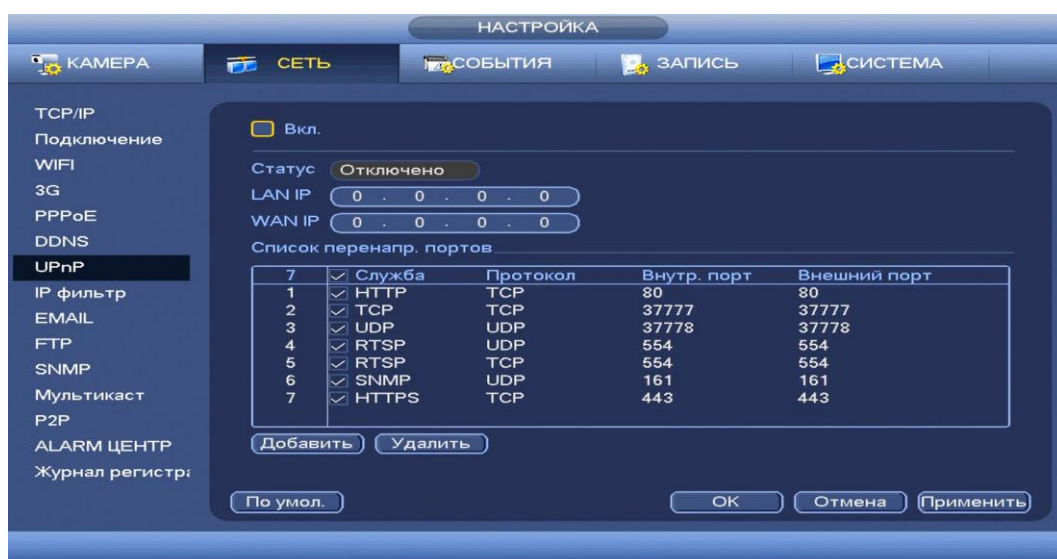 НАСТРОЙКА
КАМЕРА СЕТЬ СОБЫТИЯ ЗАПИСЬ СИСТЕМА
TCP/IP
Подключение
WIFI
3G
PPPoE
DDNS
UPnP
IP фильтр
EMAIL
FTP
SNMP
Мультикаст
P2P
ALARM ЦЕНТР
Журнал регистра
Вкл.
Статус Отключено
LAN IP 0 . 0 . 0 . 0
WAN IP 0 . 0 . 0 . 0
Список перенапр. портов
7 Служба Протокол Внутр. порт Внешний порт
1 HTTP TCP 80 80
2 TCP TCP 37777 37777
3 UDP UDP 37778 37778
4 RTSP UDP 554 554
5 RTSP TCP 554 554
6 SNMP UDP 161 161
7 HTTPS TCP 443 443
Добавить Удалить
По умол. OK Отмена Применить